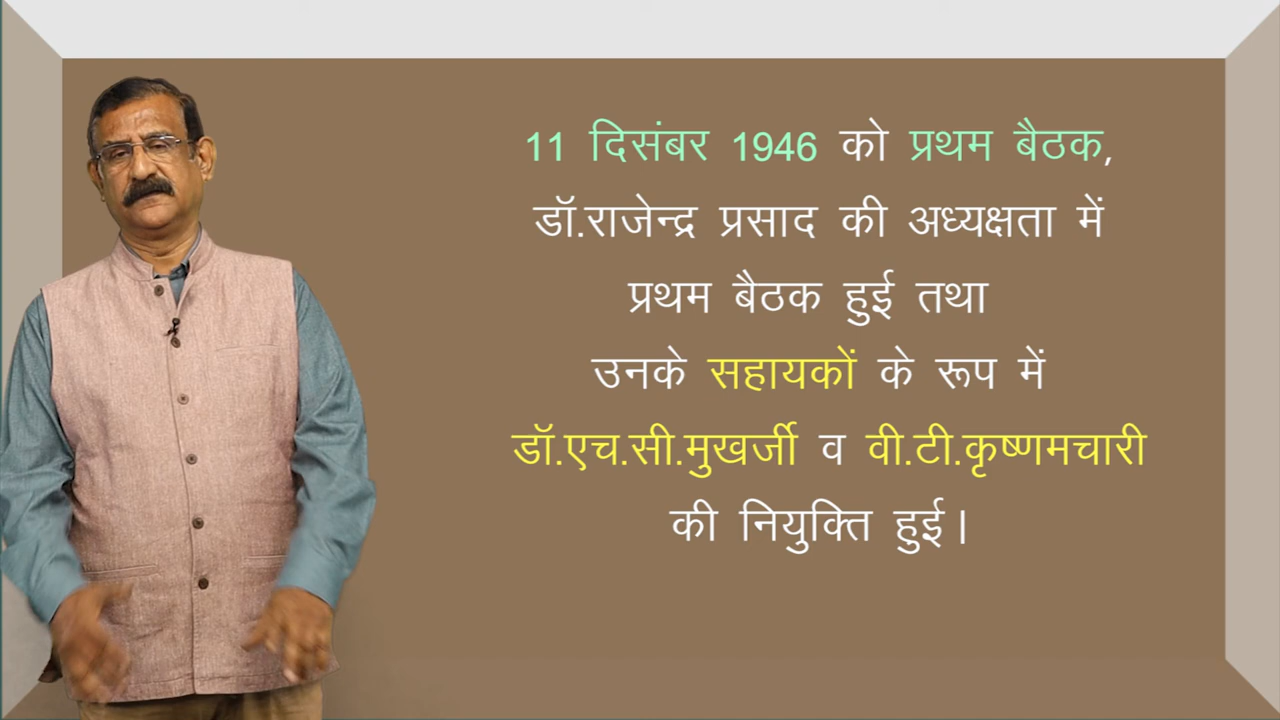 11 दिसंबर 1946 को प्रथम बैठक,
डॉ.राजेन्द्र प्रसाद की अध्यक्षता में
प्रथम बैठक हुई तथा
उनके सहायकों के रूप में
डॉ.एच.सी.मुखर्जी व वी.टी.कृष्णमचारी
की नियुक्ति हुई।